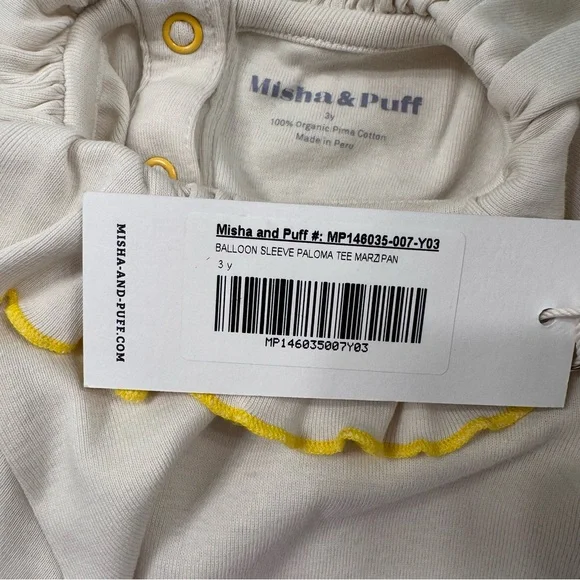 Misha & Puff
3y
100% Organic Pima Cotton
Made in Peru
MISHA-AND-PUFF.COM
Misha and Puff #: MP146035-007-Y03
BALLOON SLEEVE PALOMA TEE MARZIPAN
3 y
MP146035007Y03